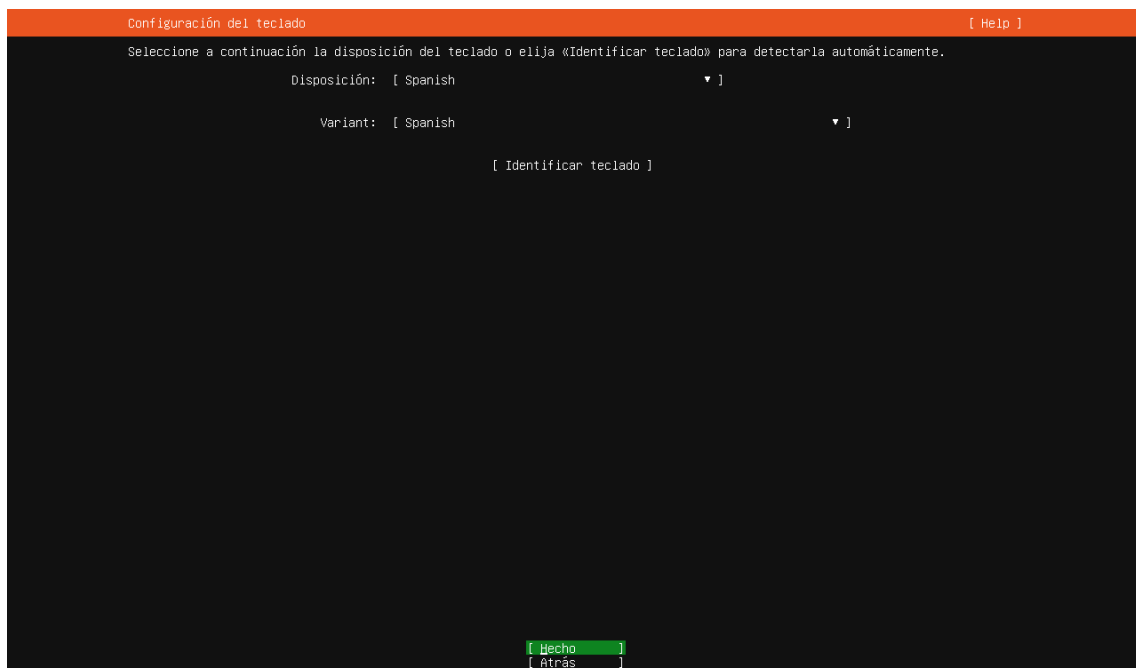 Configuración del teclado [ Help ]
Seleccione a continuación la disposición del teclado o elija «Identificar teclado» para detectarla automáticamente.
Disposición: [ Spanish ▾ ]
Variant: [ Spanish ▾ ]
[ Identificar teclado ]
[ Hecho ]
[ Atrás ]